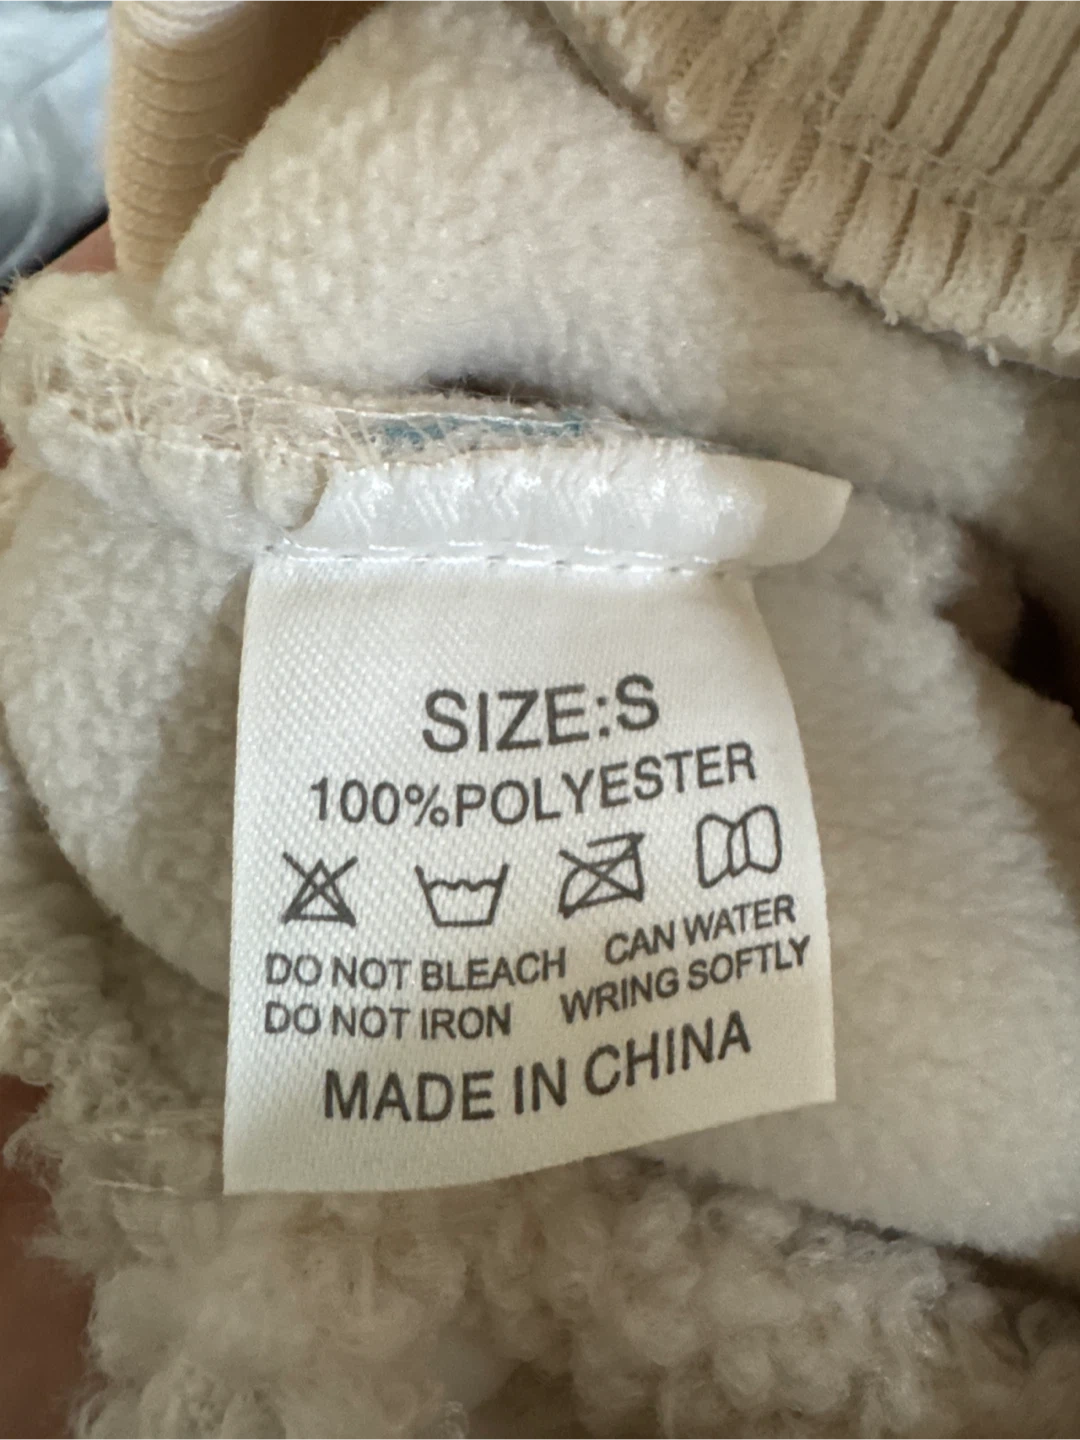 SIZE:S
100%POLYESTER
DO NOT BLEACH CAN WATER
DO NOT IRON WRING SOFTLY
MADE IN CHINA